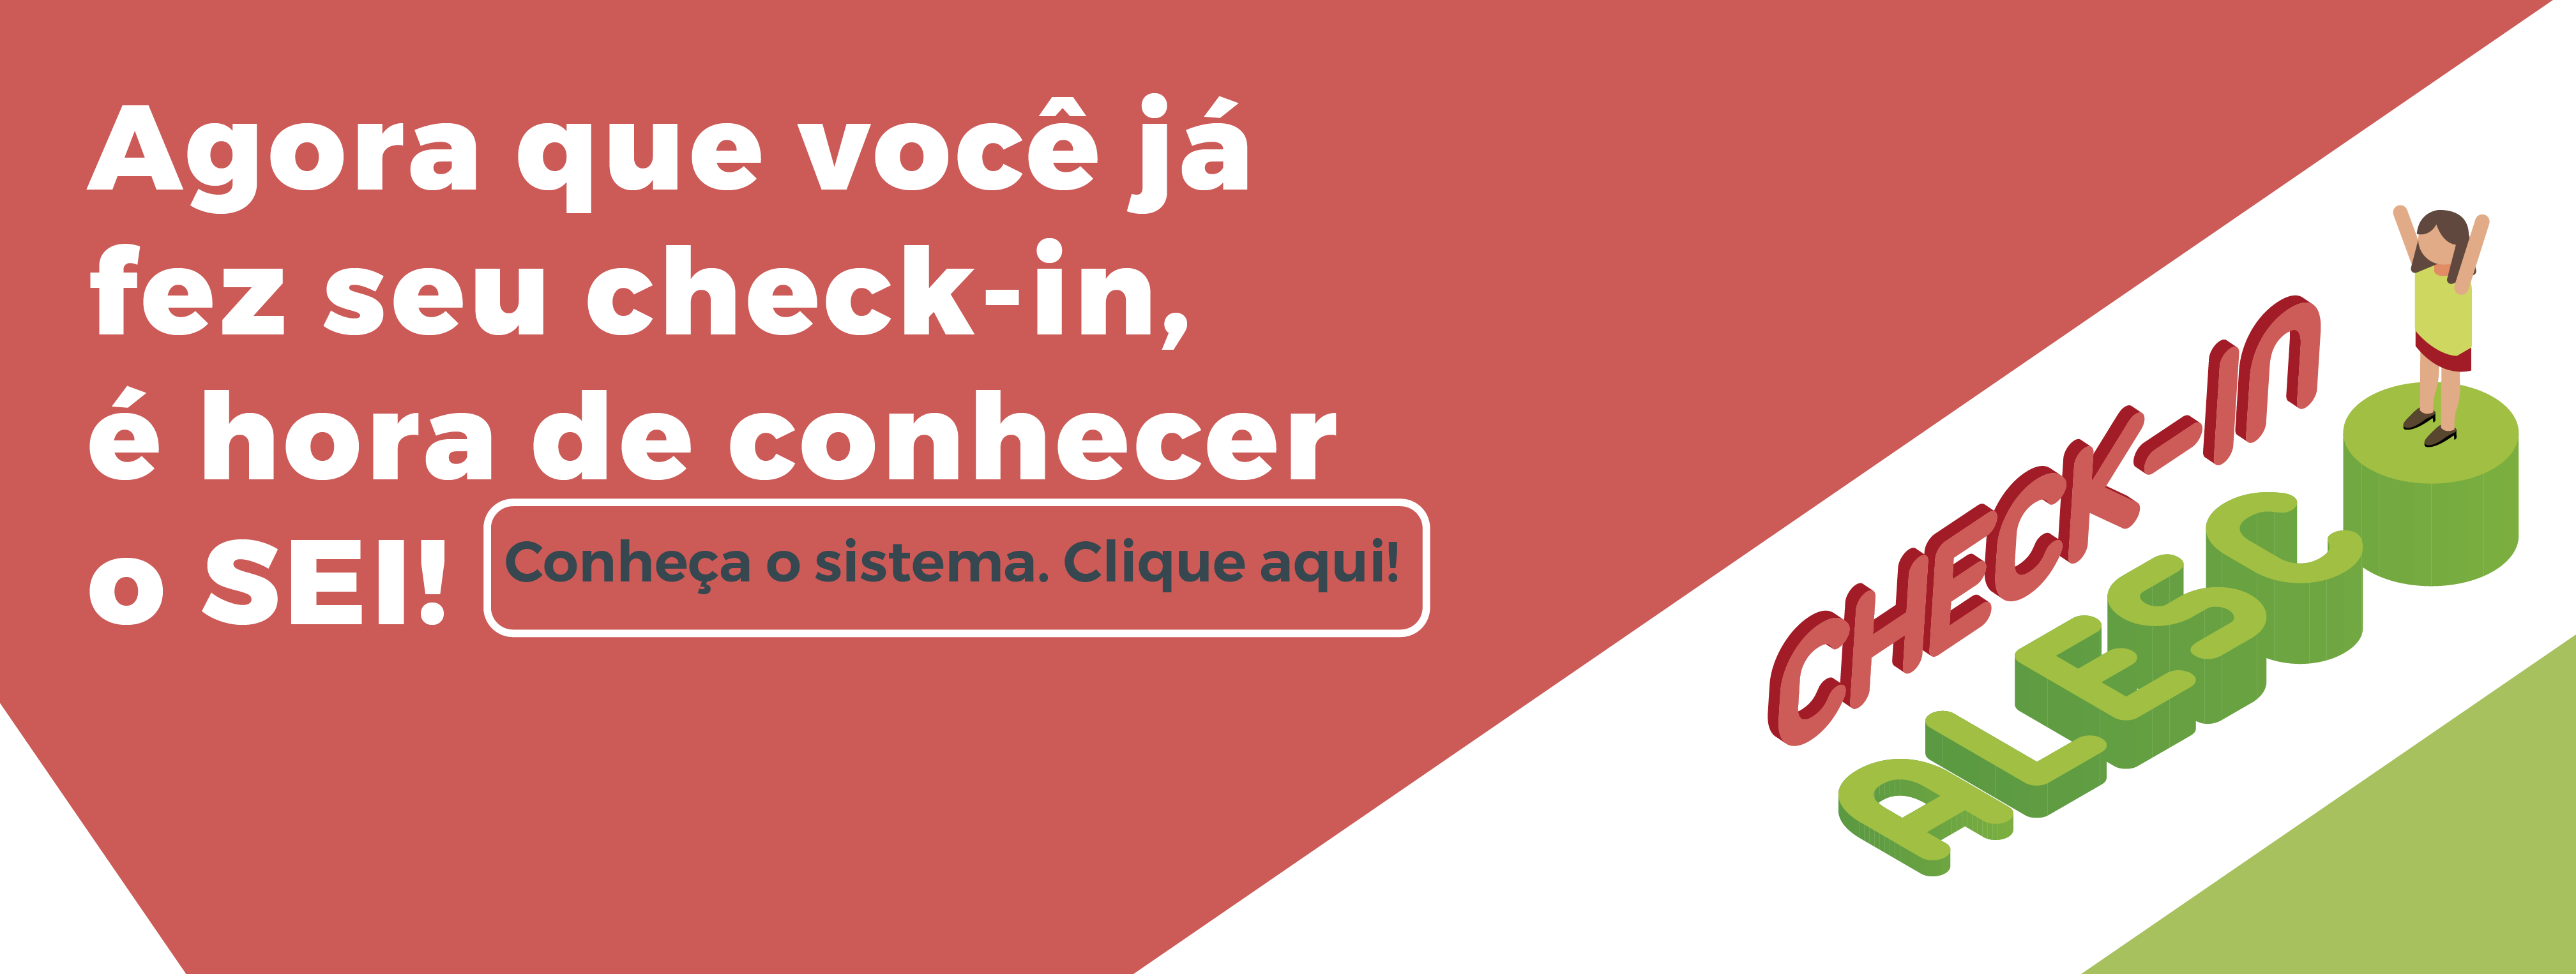 Agora que você já
fez seu check-in,
é hora de conhecer
o SEI!
Conheça o sistema. Clique aqui!
CHECK-IN
ALESC